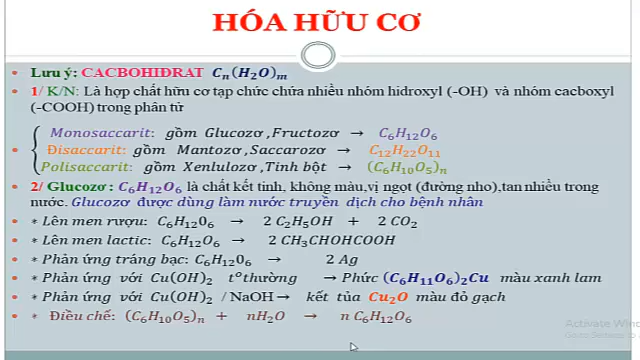 HÓA HỮU CƠ
Lưu ý: CACBOHIĐRAT Cₙ(H₂O)ₘ
1/ K/N: Là hợp chất hữu cơ tạp chức chứa nhiều nhóm hidroxyl (-OH) và nhóm cacboxyl
(-COOH) trong phân tử
Monosaccarit: gồm Glucozơ ,Fructozơ → C₆H₁₂O₆
Đisaccarit: gồm Mantozơ ,Saccarozơ → C₁₂H₂₂O₁₁
Polisaccarit: gồm Xenlulozơ ,Tinh bột → (C₆H₁₀O₅)ₙ
2/ Glucozơ : C₆H₁₂O₆ là chất kết tinh, không màu,vị ngọt (đường nho),tan nhiều trong
nước. Glucozơ được dùng làm nước truyền dịch cho bệnh nhân
* Lên men rượu: C₆H₁₂0₆ → 2 C₂H₅OH + 2 CO₂
* Lên men lactic: C₆H₁₂O₆ → 2 CH₃CHOHCOOH
* Phản ứng tráng bạc: C₆H₁₂0₆ → 2 Ag
* Phản ứng với Cu(OH)₂ t°thường → Phức (C₆H₁₁O₆)₂Cu màu xanh lam
* Phản ứng với Cu(OH)₂ / NaOH → kết tủa Cu₂O màu đỏ gạch
* Điều chế: (C₆H₁₀O₅)ₙ + nH₂O → n C₆H₁₂O₆
Activate Win